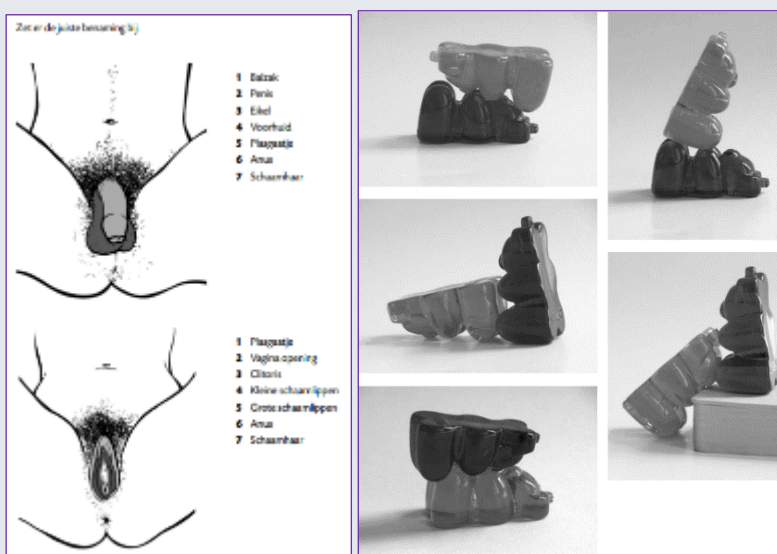 Zet er de juiste benaming bij.
1 Balzak
2 Penis
3 Eikel
4 Voorhuid
5 Plasgaatje
6 Anus
7 Schaamhaar
1 Plasgaatje
2 Vagina opening
3 Clitoris
4 Kleine schaamlippen
5 Grote schaamlippen
6 Anus
7 Schaamhaar